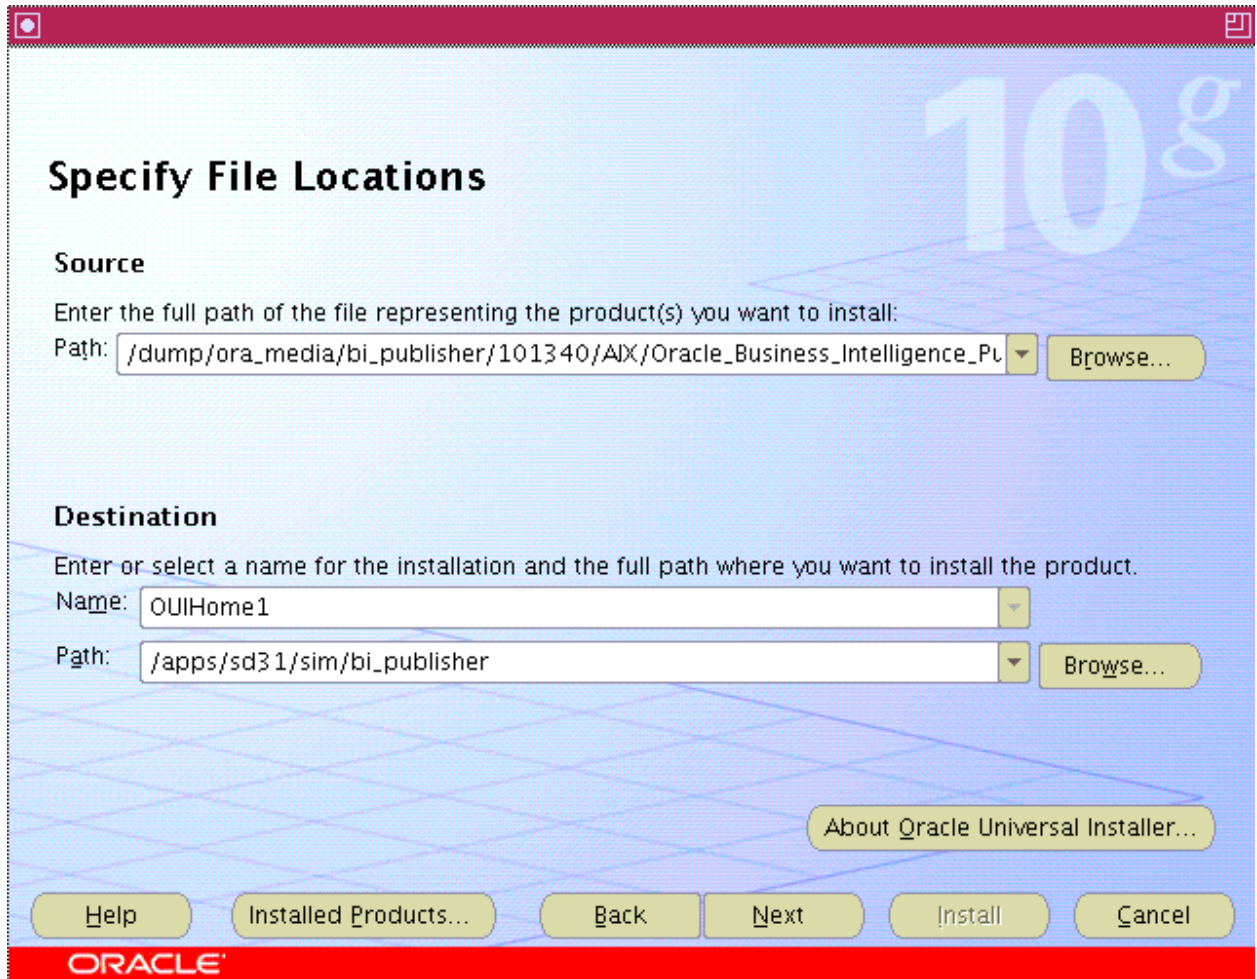 10g
Specify File Locations
Source
Enter the full path of the file representing the product(s) you want to install:
Path: /dump/ora_media/bi_publisher/101340/AIX/Oracle_Business_Intelligence_Pu Browse...
Destination
Enter or select a name for the installation and the full path where you want to install the product.
Name: OUIHome1
Path: /apps/sd31/sim/bi_publisher Browse...
About Oracle Universal Installer...
Help Installed Products... Back Next Install Cancel
ORACLE